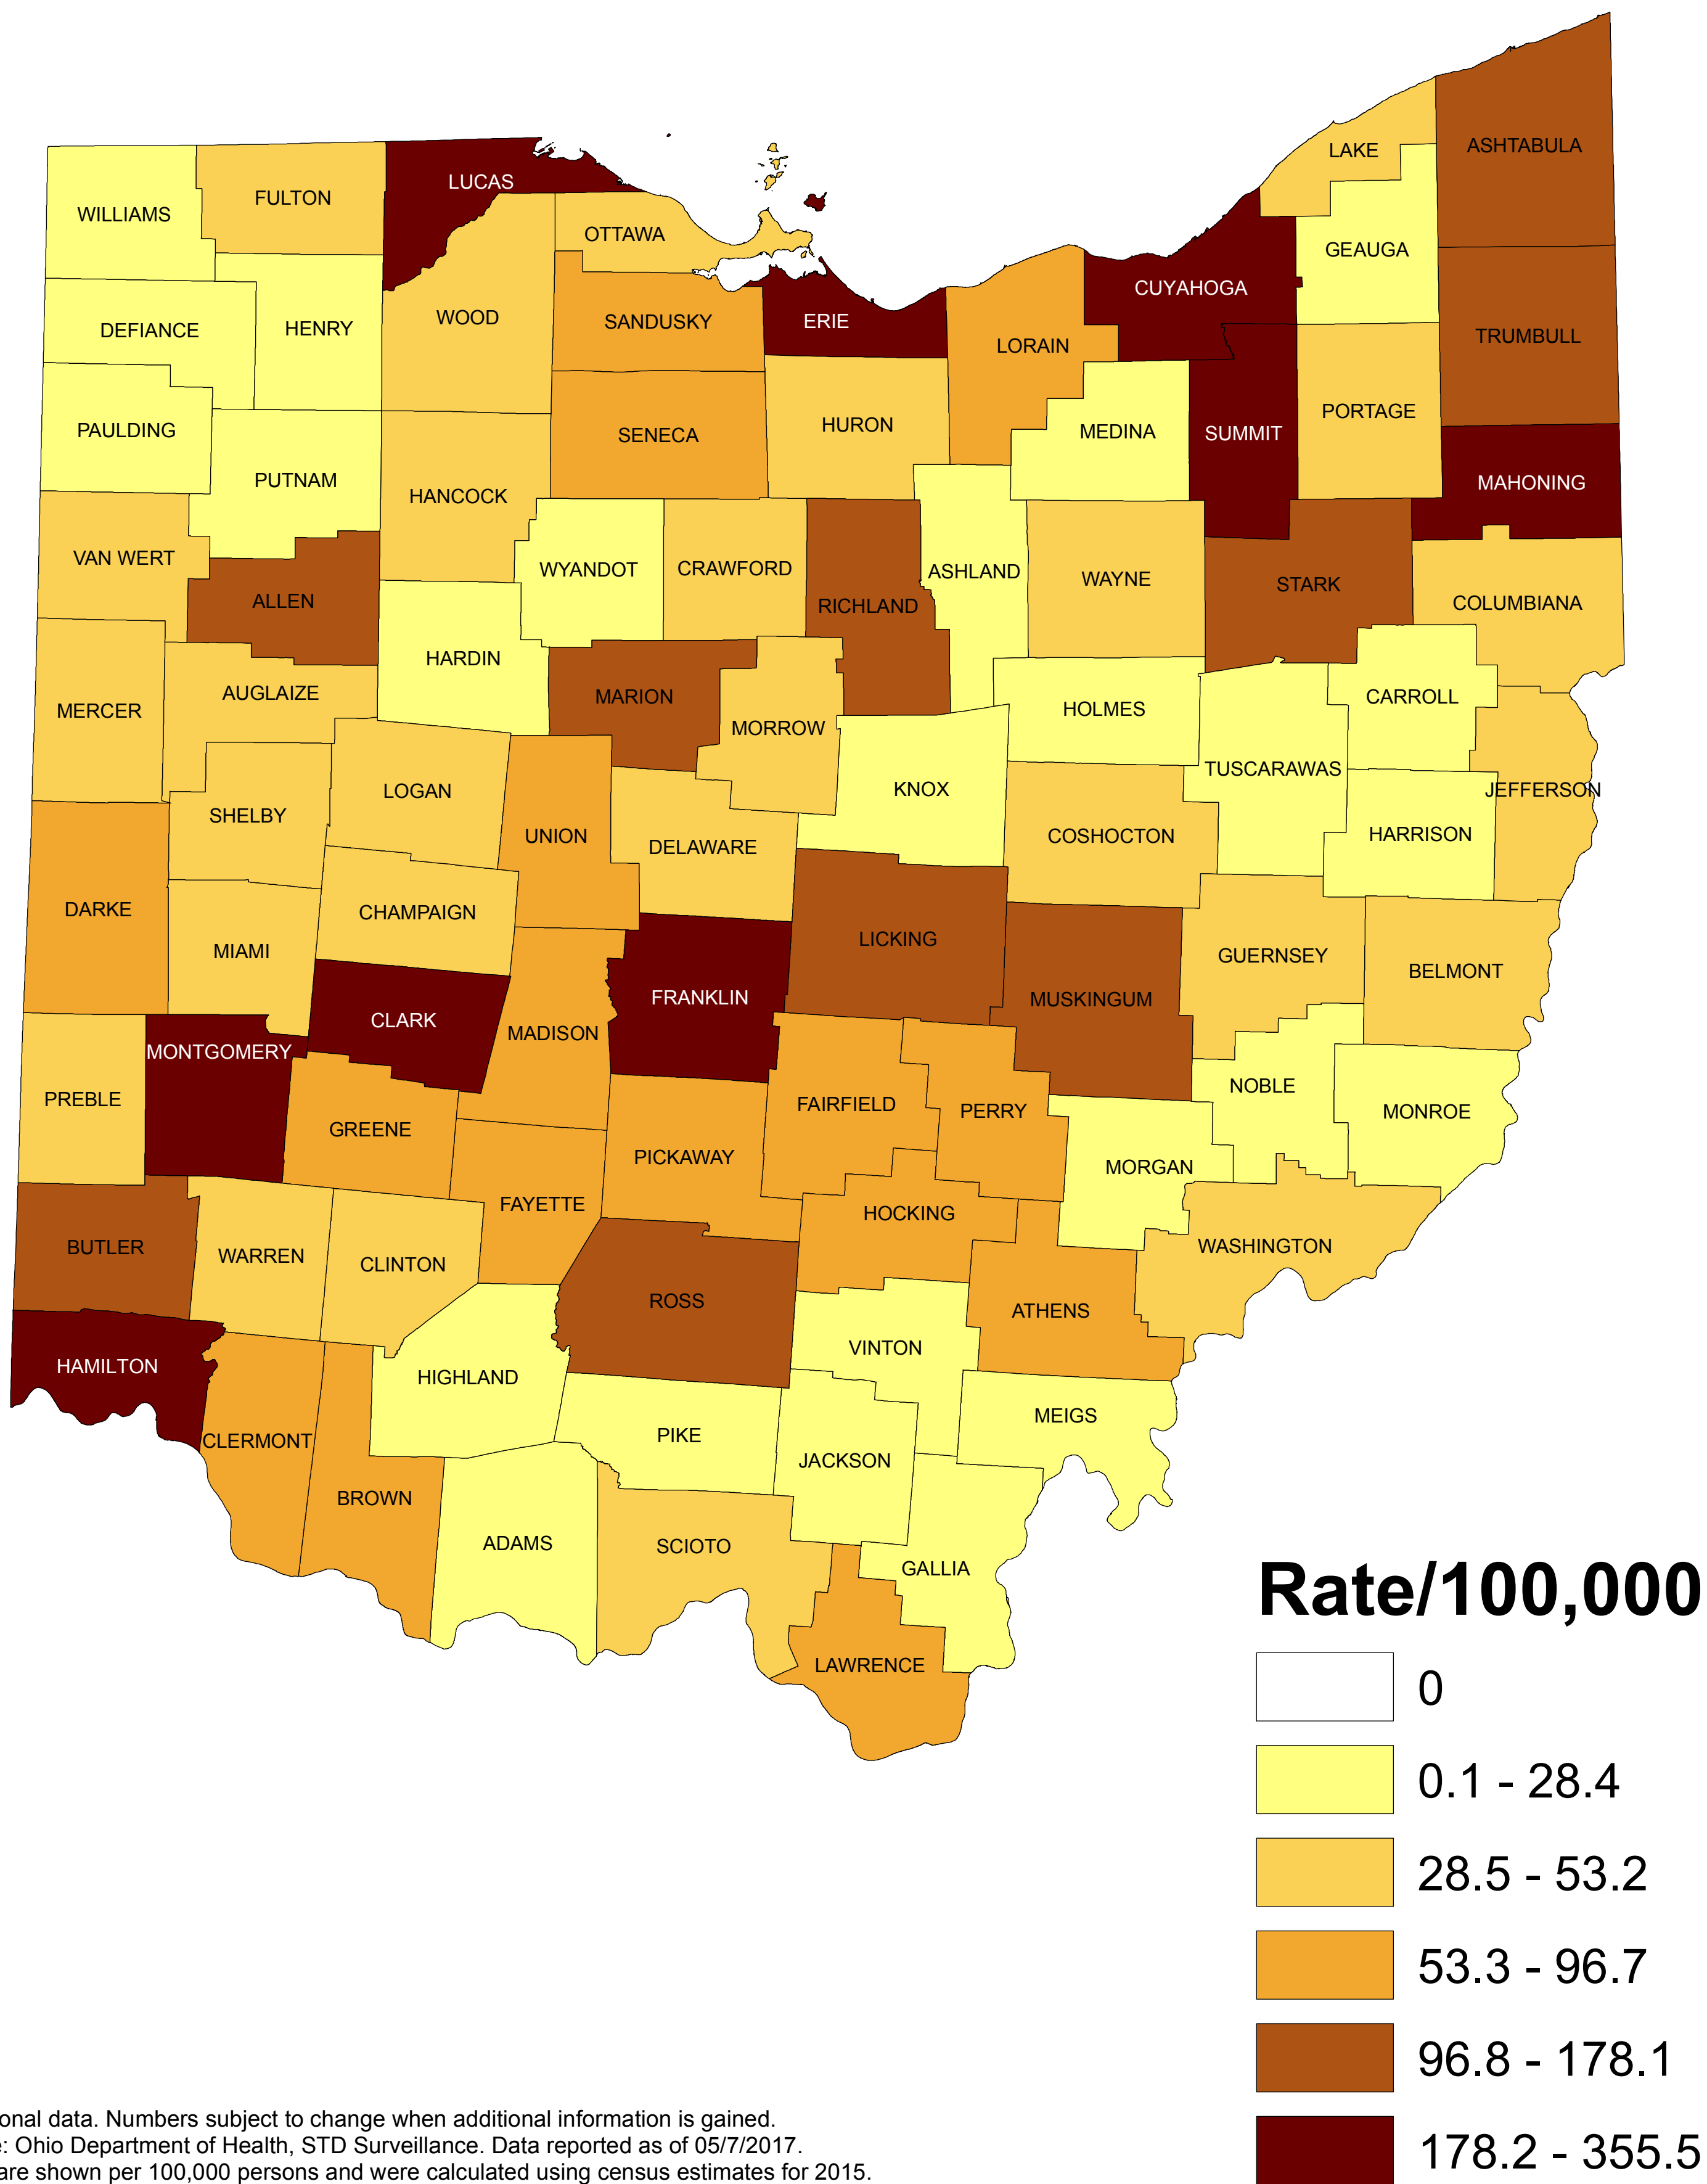 ASHTABULA
LAKE
LUCAS
FULTON
WILLIAMS
OTTAWA
GEAUGA
CUYAHOGA
WOOD
SANDUSKY
ERIE
HENRY
DEFIANCE
TRUMBULL
LORAIN
PORTAGE
HURON
PAULDING
SENECA
MEDINA
SUMMIT
PUTNAM
MAHONING
HANCOCK
VAN WERT
WYANDOT
CRAWFORD
ASHLAND
WAYNE
STARK
ALLEN
RICHLAND
COLUMBIANA
HARDIN
AUGLAIZE
MARION
CARROLL
MERCER
HOLMES
MORROW
TUSCARAWAS
LOGAN
KNOX
JEFFERSON
SHELBY
UNION
COSHOCTON
HARRISON
DELAWARE
DARKE
CHAMPAIGN
LICKING
MIAMI
GUERNSEY
BELMONT
FRANKLIN
MUSKINGUM
CLARK
MADISON
MONTGOMERY
NOBLE
PREBLE
FAIRFIELD
PERRY
MONROE
GREENE
PICKAWAY
MORGAN
FAYETTE
HOCKING
BUTLER
WARREN
CLINTON
WASHINGTON
ROSS
ATHENS
VINTON
HAMILTON
HIGHLAND
MEIGS
PIKE
CLERMONT
JACKSON
BROWN
ADAMS
SCIOTO
GALLIA
LAWRENCE
Rate/100,000
0
0.1 - 28.4
28.5 - 53.2
53.3 - 96.7
96.8 - 178.1
178.2 - 355.5
onal data. Numbers subject to change when additional information is gained.
: Ohio Department of Health, STD Surveillance. Data reported as of 05/7/2017.
are shown per 100,000 persons and were calculated using census estimates for 2015.